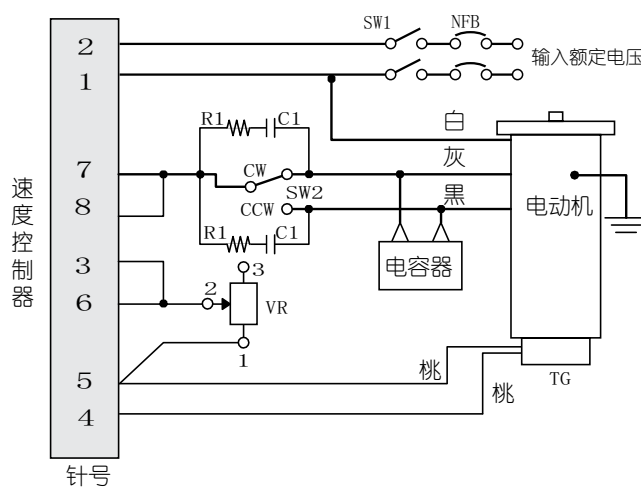 SW1
NFB
2
1
输入额定电压
R1
C1
白
7
CW
灰
SW2
8
CCW
黑
电动机
速度控制器
R1
C1
电容器
3
3
2
6
VR
1
5
桃
TG
4
桃
针号